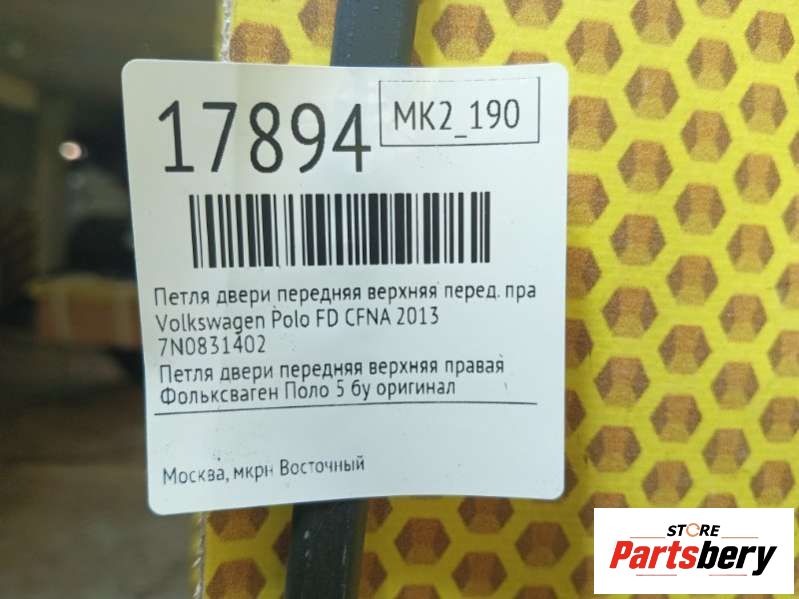 17894
MK2_190
Петля двери передняя верхняя перед. пра
Volkswagen Polo FD CFNA 2013
7N0831402
Петля двери передняя верхняя правая
Фольксваген Поло 5 бу оригинал
Москва, мкрн Восточный
STORE
Partsbery